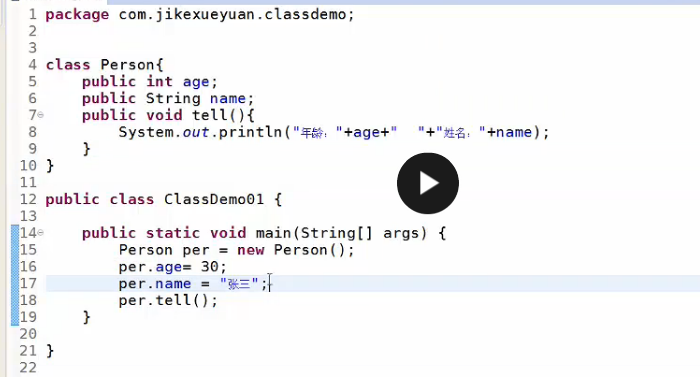 1 package com.jikexueyuan.classdemo;
2
3
4 class Person{
5 public int age;
6 public String name;
7 public void tell(){
8 System.out.println("年龄："+age+"  "+"姓名："+name);
9 }
10 }
11
12 public class ClassDemo01 {
13
14 public static void main(String[] args) {
15 Person per = new Person();
16 per.age= 30;
17 per.name = "张三";
18 per.tell();
19 }
20
21 }
22